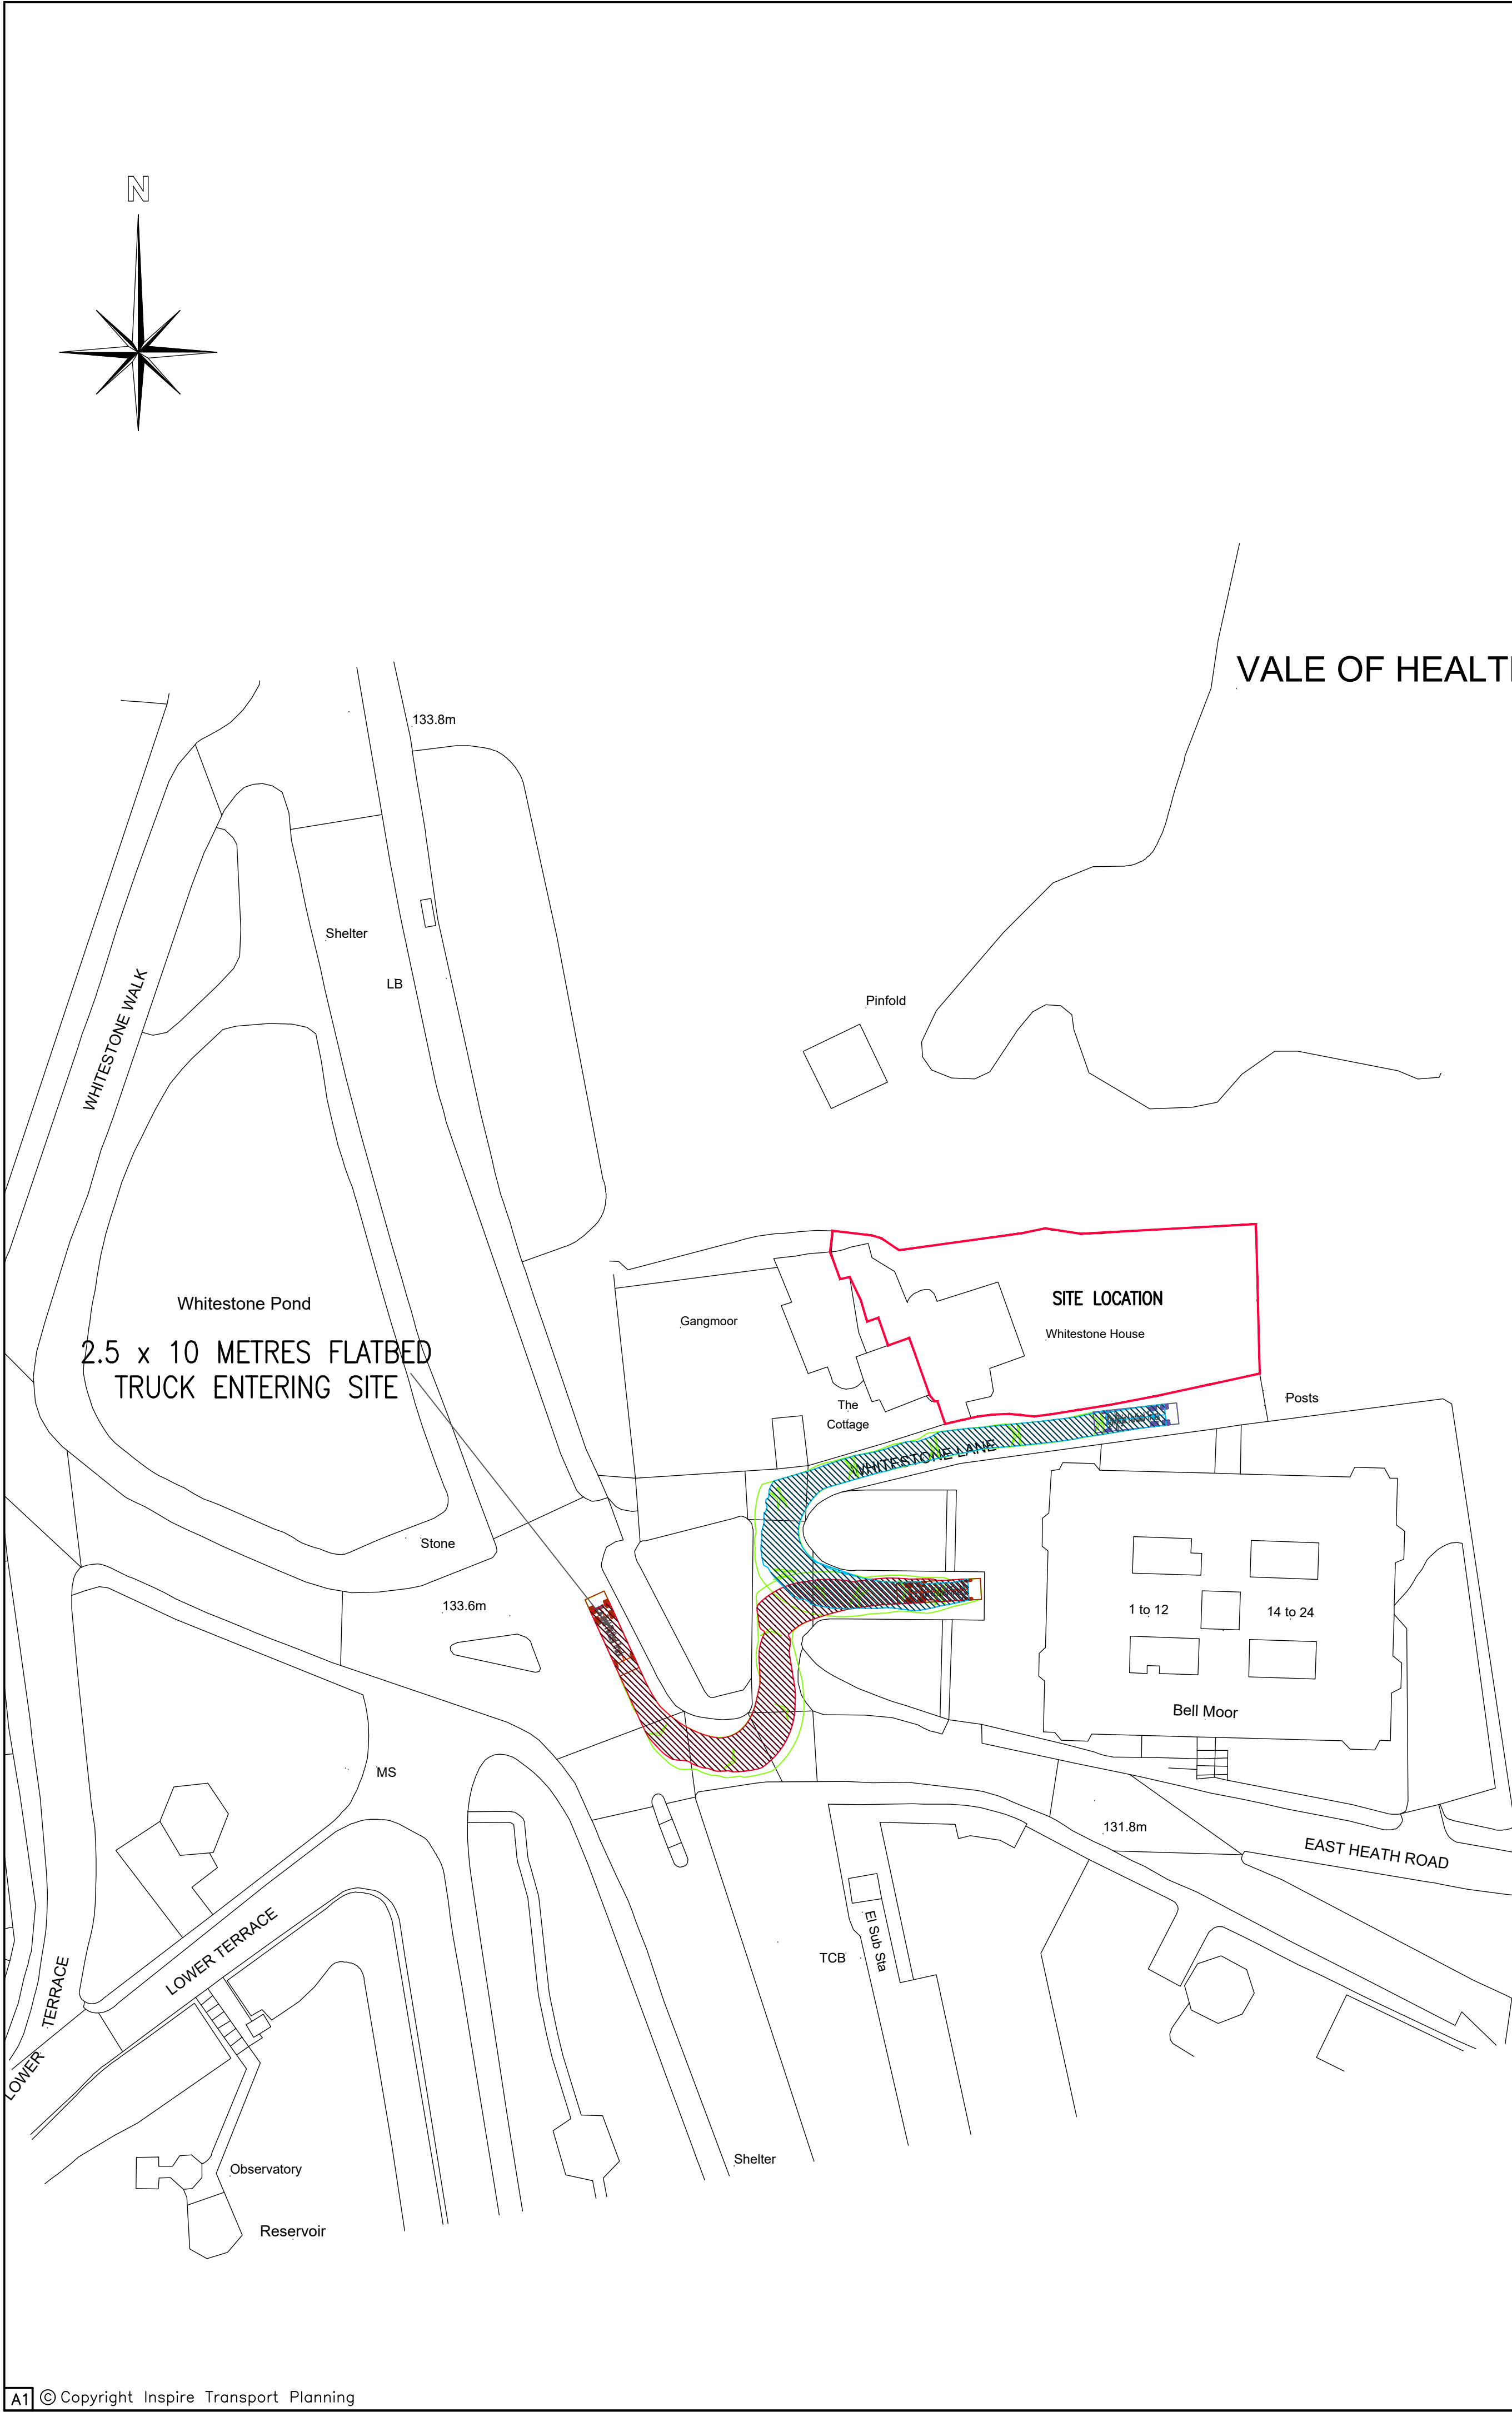 N
VALE OF HEALTH
133.8m
Shelter
LB
WHITESTONE WALK
Pinfold
Whitestone Pond
2.5 x 10 METRES FLATBED
TRUCK ENTERING SITE
Gangmoor
SITE LOCATION
Whitestone House
The
Cottage
Posts
WHITESTONE LANE
Stone
133.6m
1 to 12
14 to 24
Bell Moor
MS
131.8m
EAST HEATH ROAD
LOWER TERRACE
El Sub Sta
TCB
TERRACE
LOWER
Shelter
Observatory
Reservoir
A1 © Copyright Inspire Transport Planning